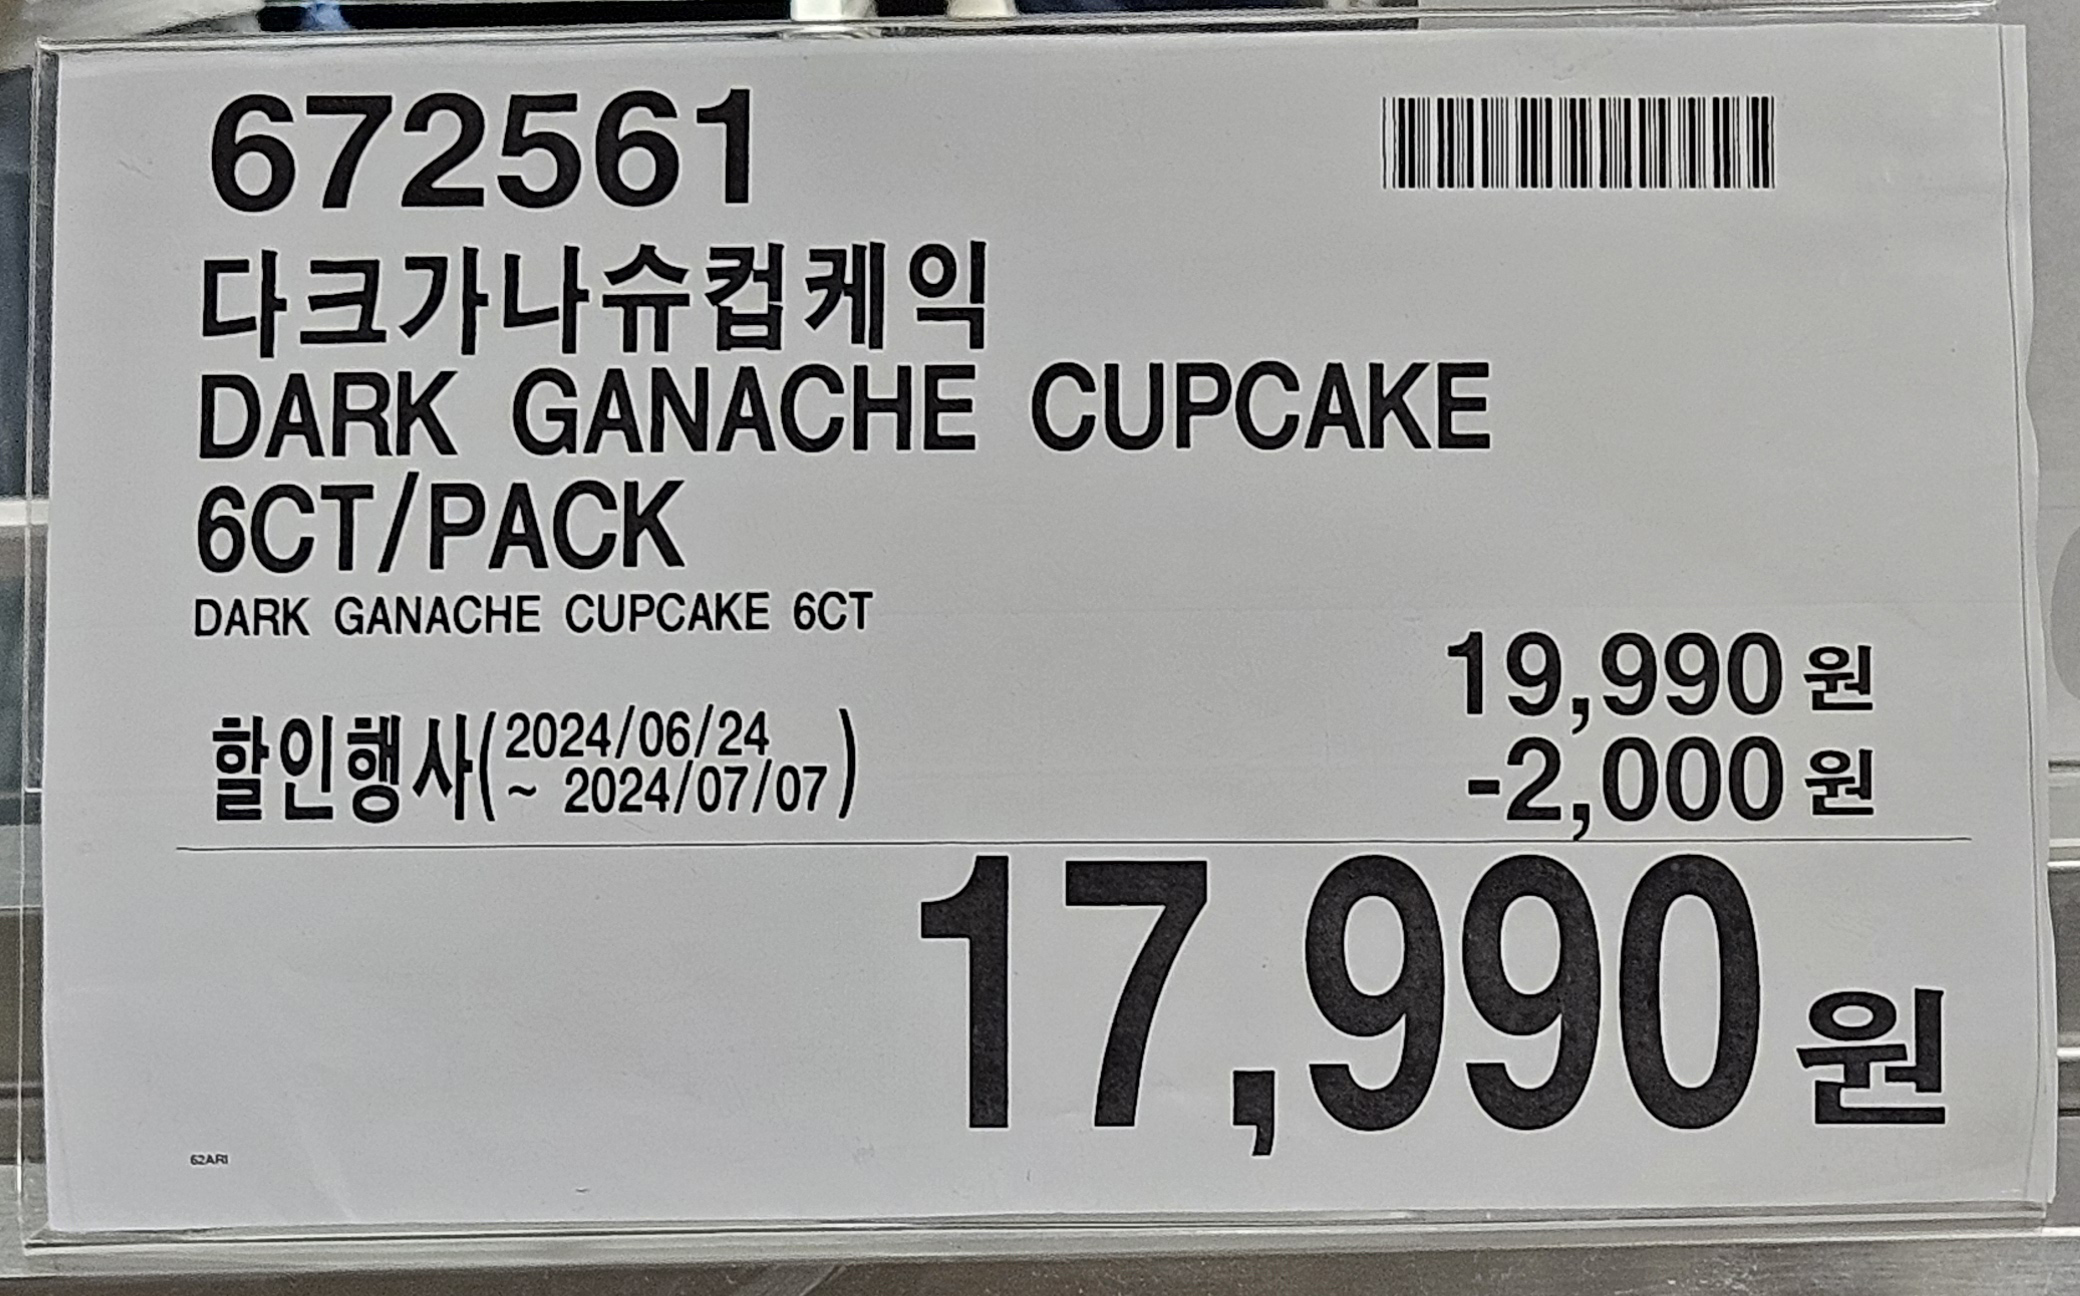 672561
다크가나슈컵케익
DARK GANACHE CUPCAKE
6CT/PACK
DARK GANACHE CUPCAKE 6CT
19,990 원
할인행사(2024/06/24 ~ 2024/07/07) -2,000 원
17,990 원
62ARI